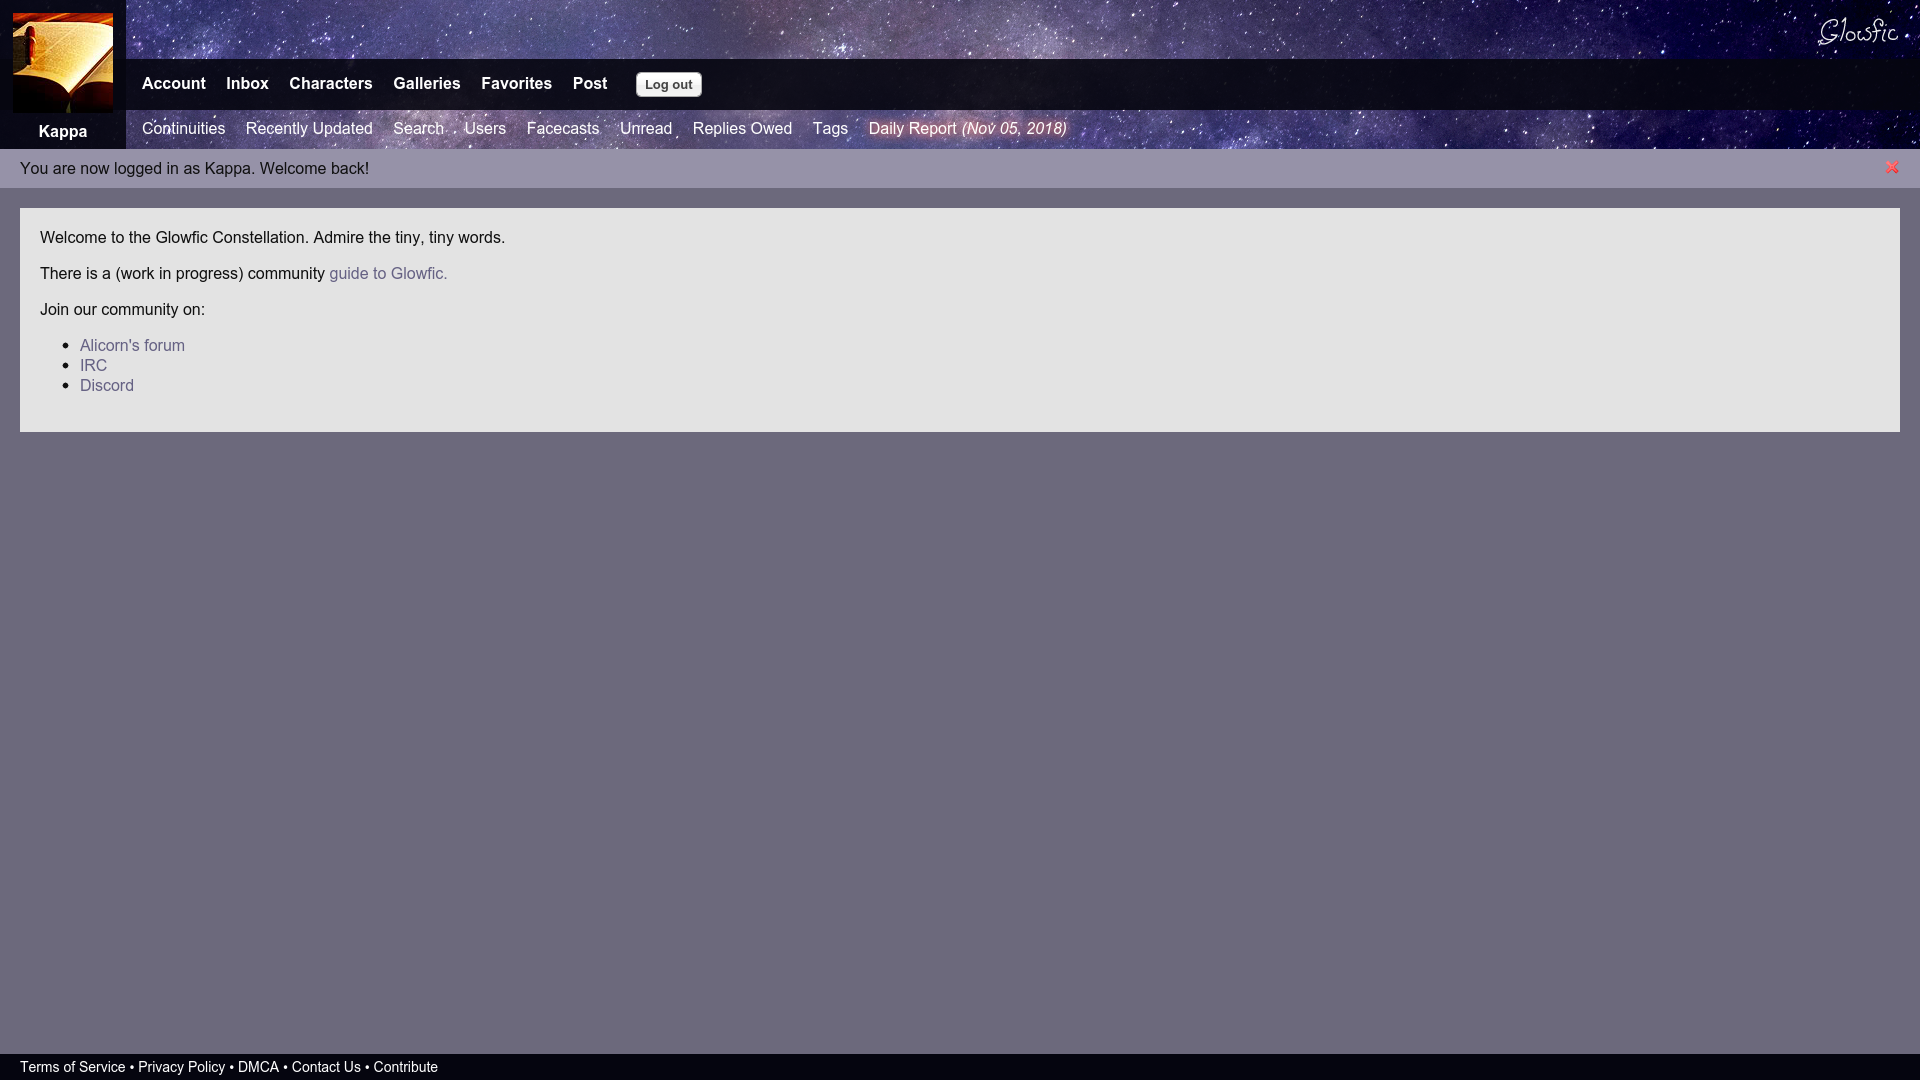 Glowfic
Account Inbox Characters Galleries Favorites Post Log out
Kappa
Continuities Recently Updated Search Users Facecasts Unread Replies Owed Tags Daily Report (Nov 05, 2018)
You are now logged in as Kappa. Welcome back!
Welcome to the Glowfic Constellation. Admire the tiny, tiny words.
There is a (work in progress) community guide to Glowfic.
Join our community on:
• Alicorn's forum
• IRC
• Discord
Terms of Service • Privacy Policy • DMCA • Contact Us • Contribute